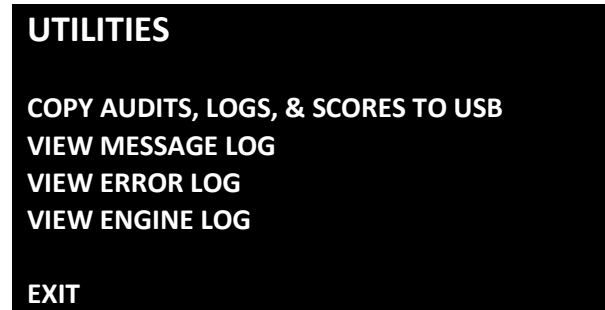 UTILITIES
COPY AUDITS, LOGS, & SCORES TO USB
VIEW MESSAGE LOG
VIEW ERROR LOG
VIEW ENGINE LOG
EXIT